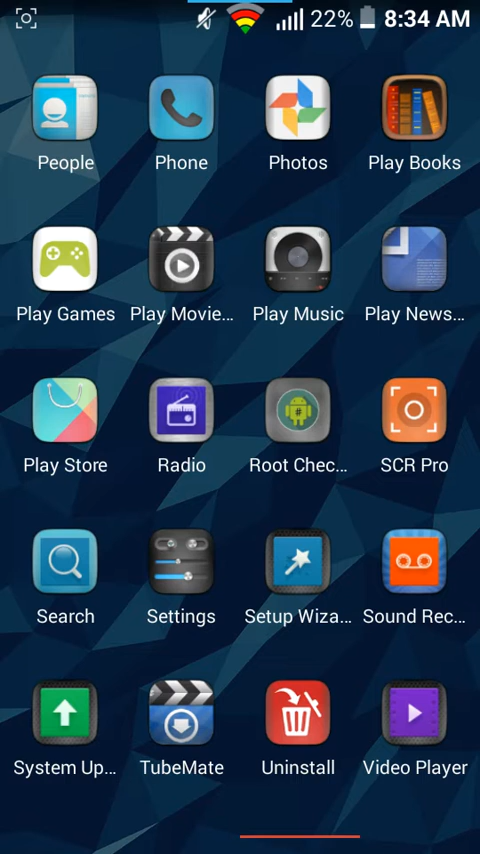 22% 8:34 AM
People Phone Photos Play Books
Play Games Play Movie... Play Music Play News...
Play Store Radio Root Chec... SCR Pro
Search Settings Setup Wiza... Sound Rec...
System Up... TubeMate Uninstall Video Player